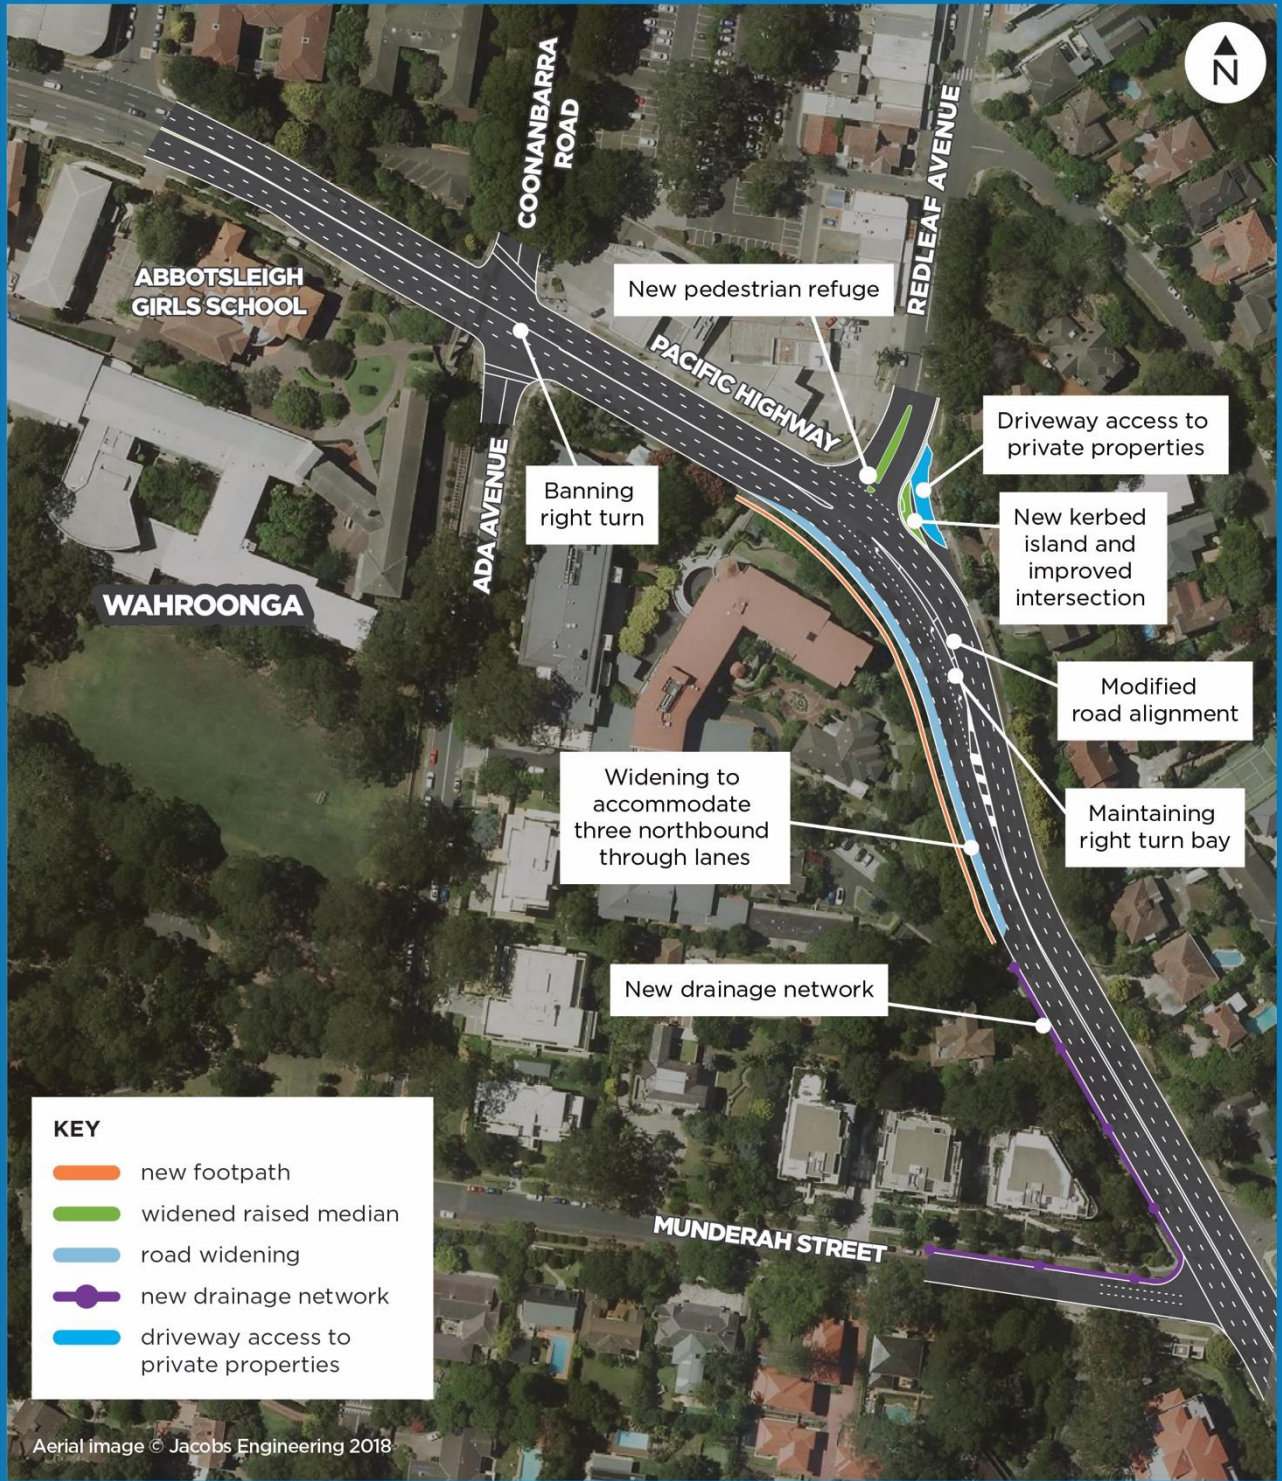 N
COONANBARRA
ROAD
REDLEAF AVENUE
ABBOTSLEIGH
GIRLS SCHOOL
New pedestrian refuge
PACIFIC HIGHWAY
Driveway access to
private properties
ADA AVENUE
Banning
right turn
New kerbed
island and
improved
intersection
WAHROONGA
Modified
road alignment
Widening to
accommodate
three northbound
through lanes
Maintaining
right turn bay
New drainage network
MUNDERAH STREET
KEY
new footpath
widened raised median
road widening
new drainage network
driveway access to
private properties
Aerial image © Jacobs Engineering 2018